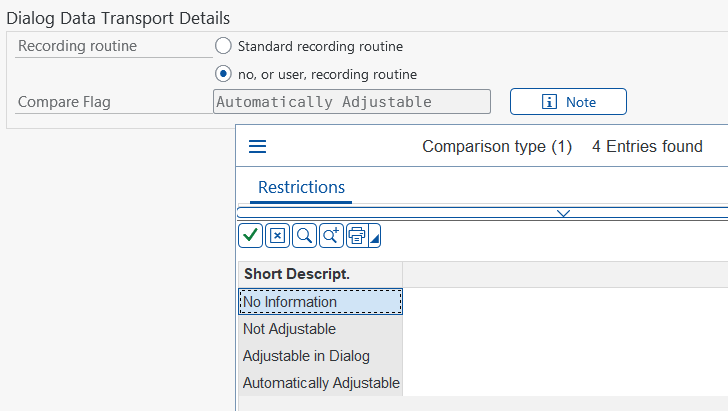 Dialog Data Transport Details
Recording routine Standard recording routine
no, or user, recording routine
Compare Flag Automatically Adjustable Note
Comparison type (1) 4 Entries found
Restrictions
Short Descript.
No Information
Not Adjustable
Adjustable in Dialog
Automatically Adjustable